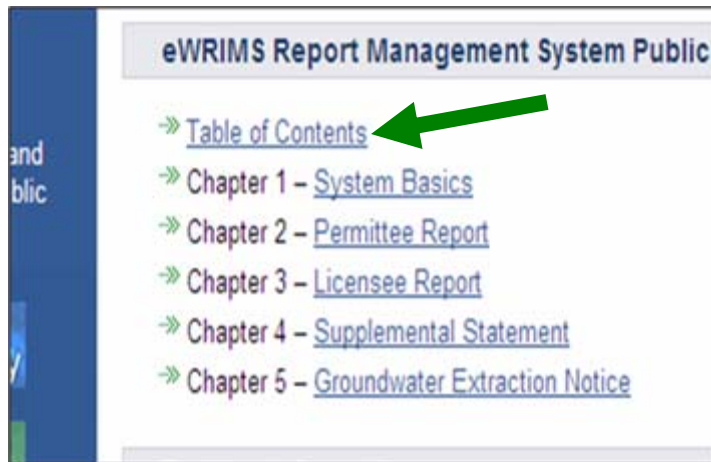 eWRIMS Report Management System Public
Table of Contents
and
blic
Chapter 1 – System Basics
Chapter 2 – Permittee Report
Chapter 3 – Licensee Report
Chapter 4 – Supplemental Statement
Chapter 5 – Groundwater Extraction Notice
y